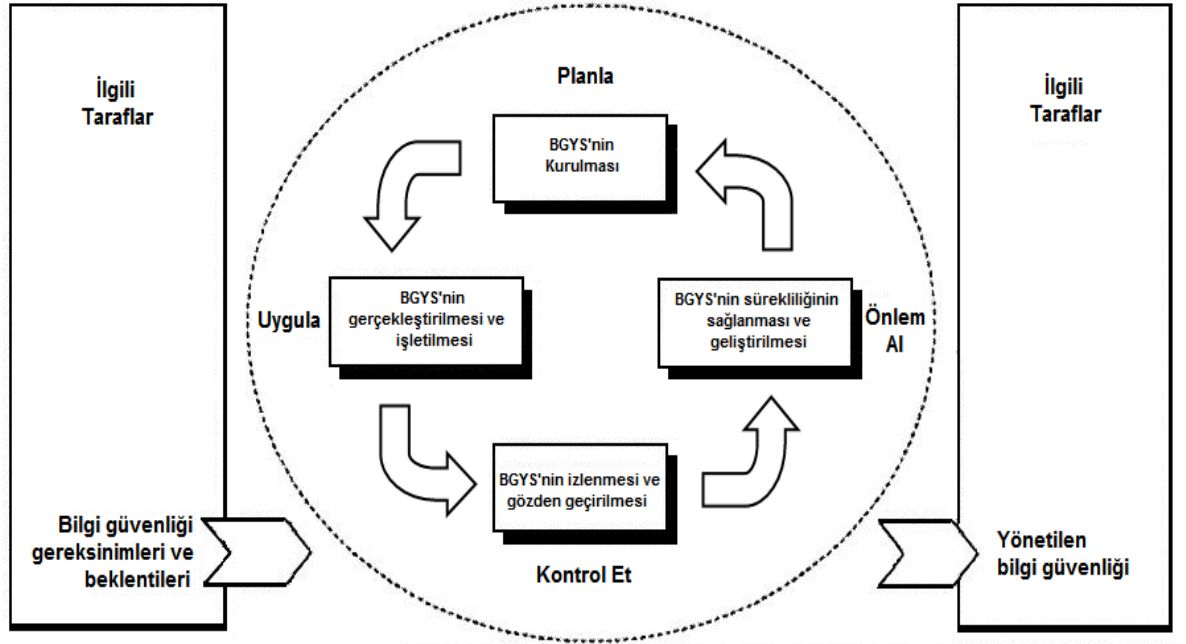 İlgili
Taraflar
Bilgi güvenliği
gereksinimleri ve
beklentileri
Planla
BGYS'nin
Kurulması
Uygula
BGYS'nin
gerçekleştirilmesi ve
işletilmesi
BGYS'nin sürekliliğinin
sağlanması ve
geliştirilmesi
Önlem
Al
BGYS'nin izlenmesi ve
gözden geçirilmesi
Kontrol Et
İlgili
Taraflar
Yönetilen
bilgi güvenliği